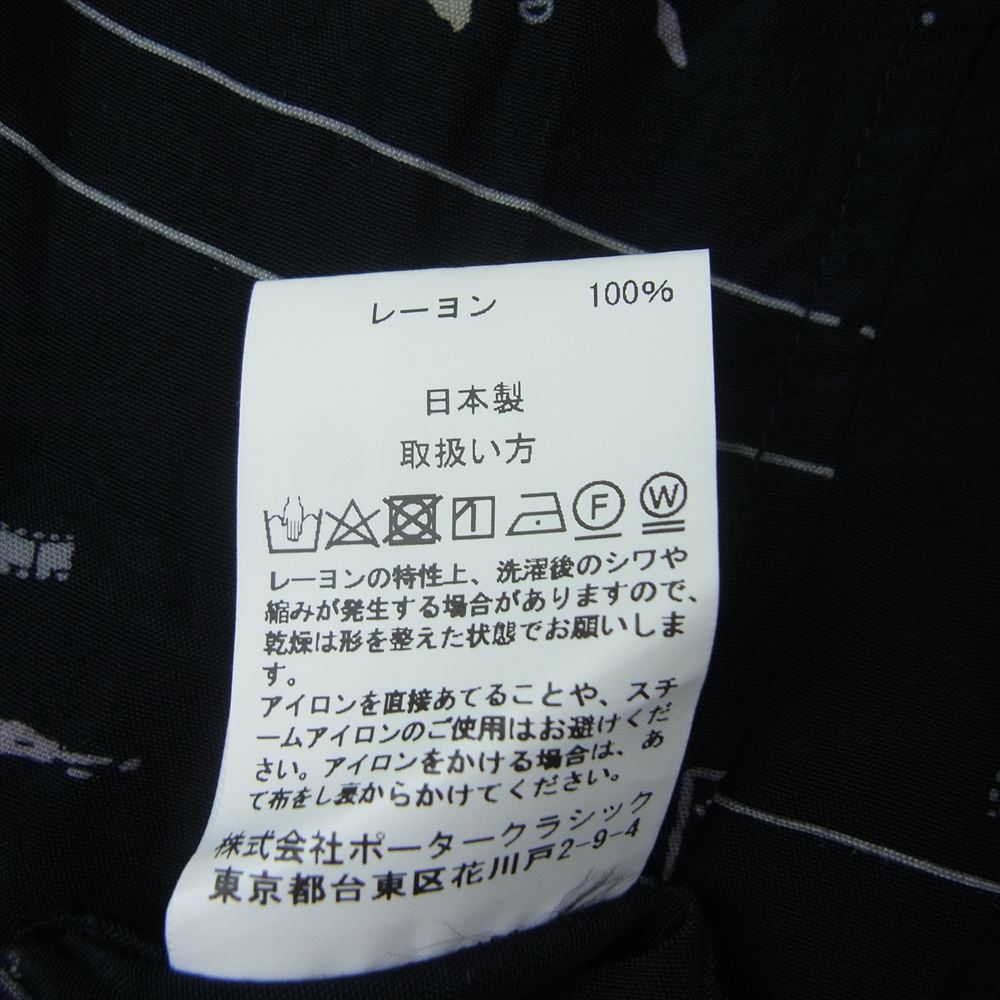 レーヨン 100%
日本製
取扱い方
F W
レーヨンの特性上、洗濯後のシワや
縮みが発生する場合がありますので、
乾燥は形を整えた状態でお願いしま
す。
アイロンを直接あてることや、スチ
ームアイロンのご使用はお避けくだ
さい。アイロンをかける場合は、あ
て布をし裏からかけてください。
株式会社ポータークラシック
東京都台東区花川戸2-9-4